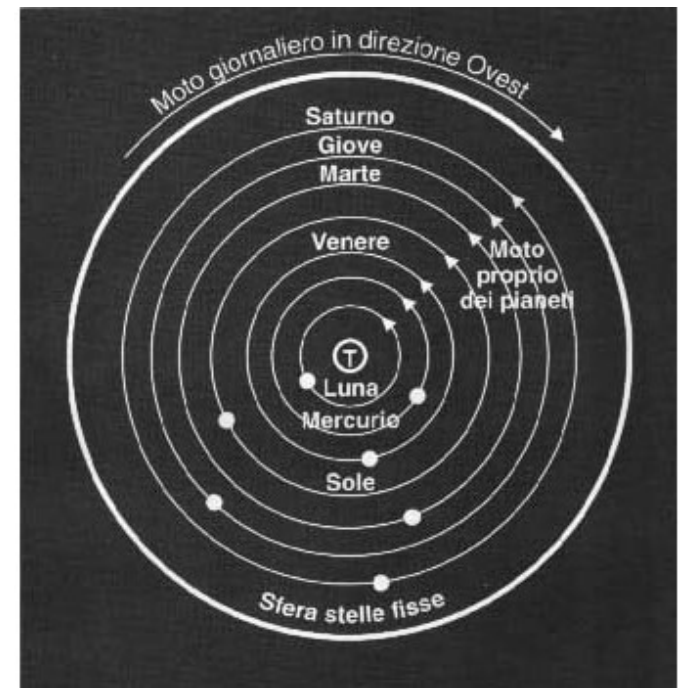 Moto giornaliero in direzione Ovest
Saturno
Giove
Marte
Venere
Moto
proprio
dei pianeti
T
Luna
Mercurio
Sole
Sfera stelle fisse